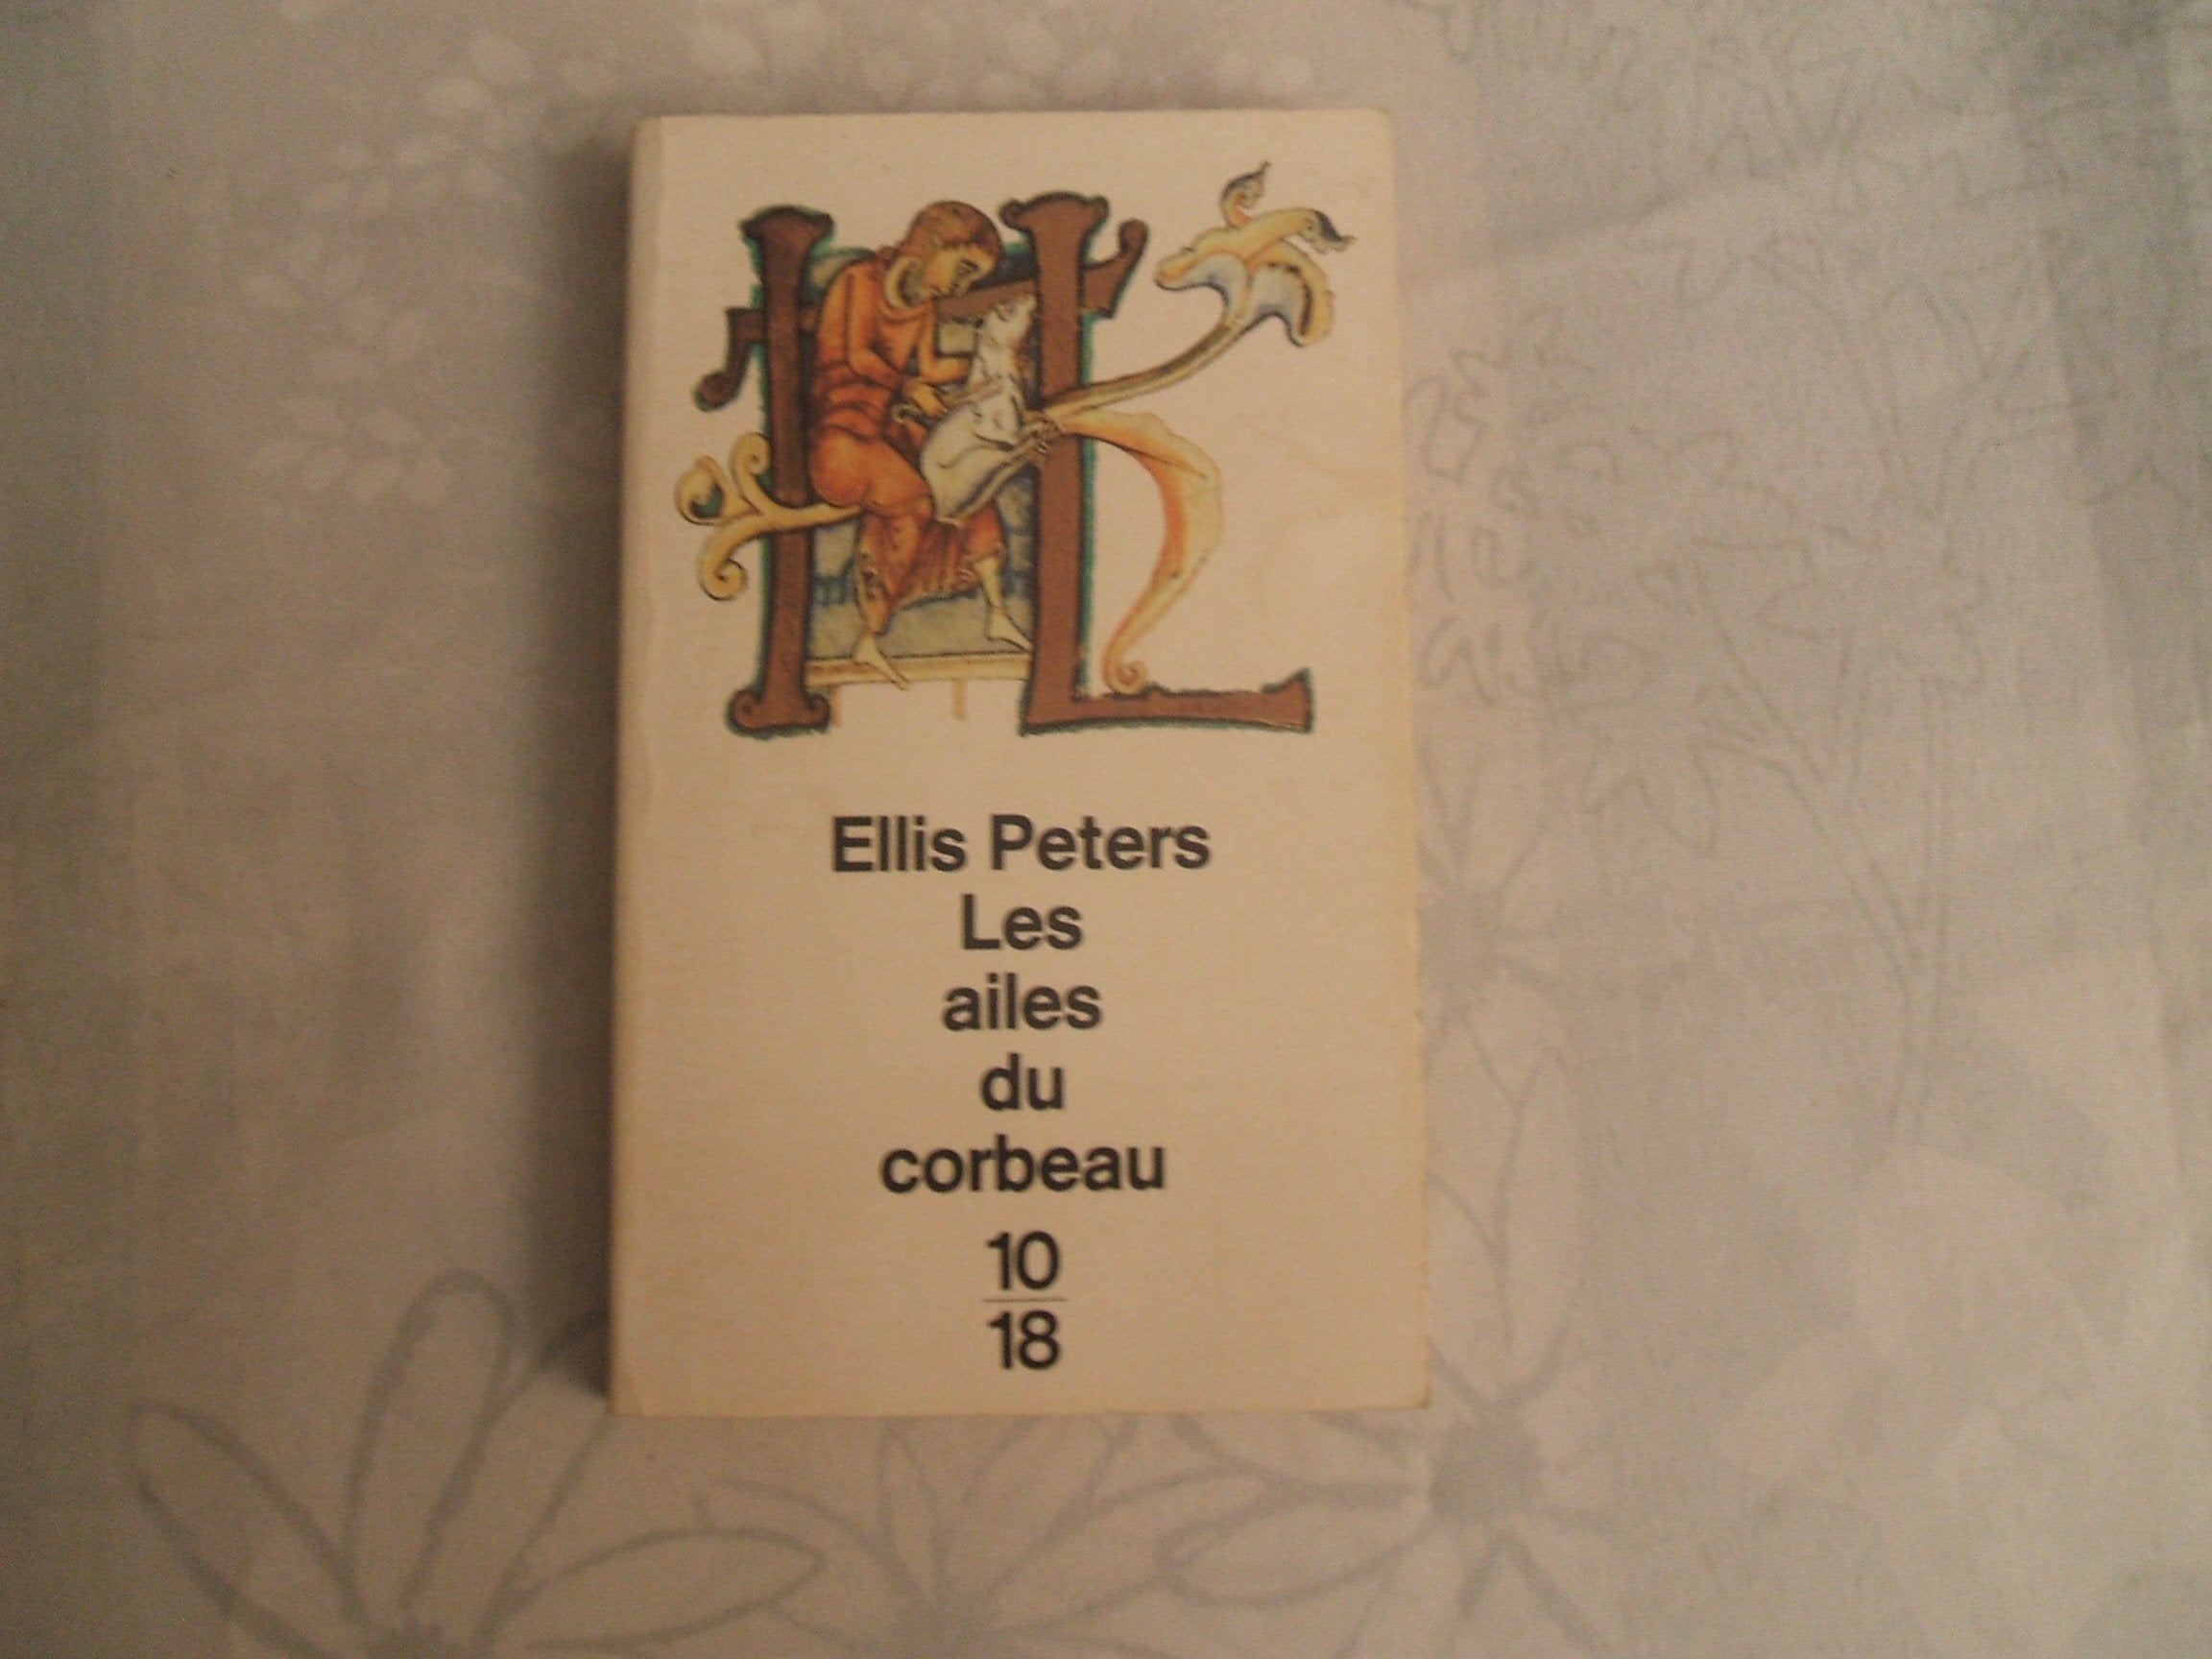 Ellis Peters
Les
ailes
du
corbeau
10
18